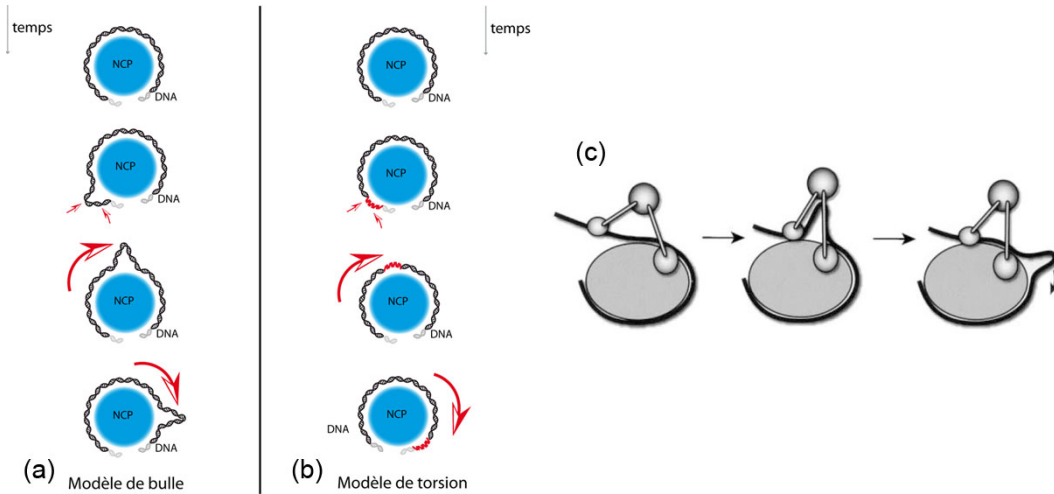 temps
NCP
DNA
NCP
DNA
NCP
DNA
NCP
DNA
(a)
Modèle de bulle
temps
NCP
DNA
NCP
DNA
NCP
DNA
NCP
DNA
(b)
Modèle de torsion
(c)